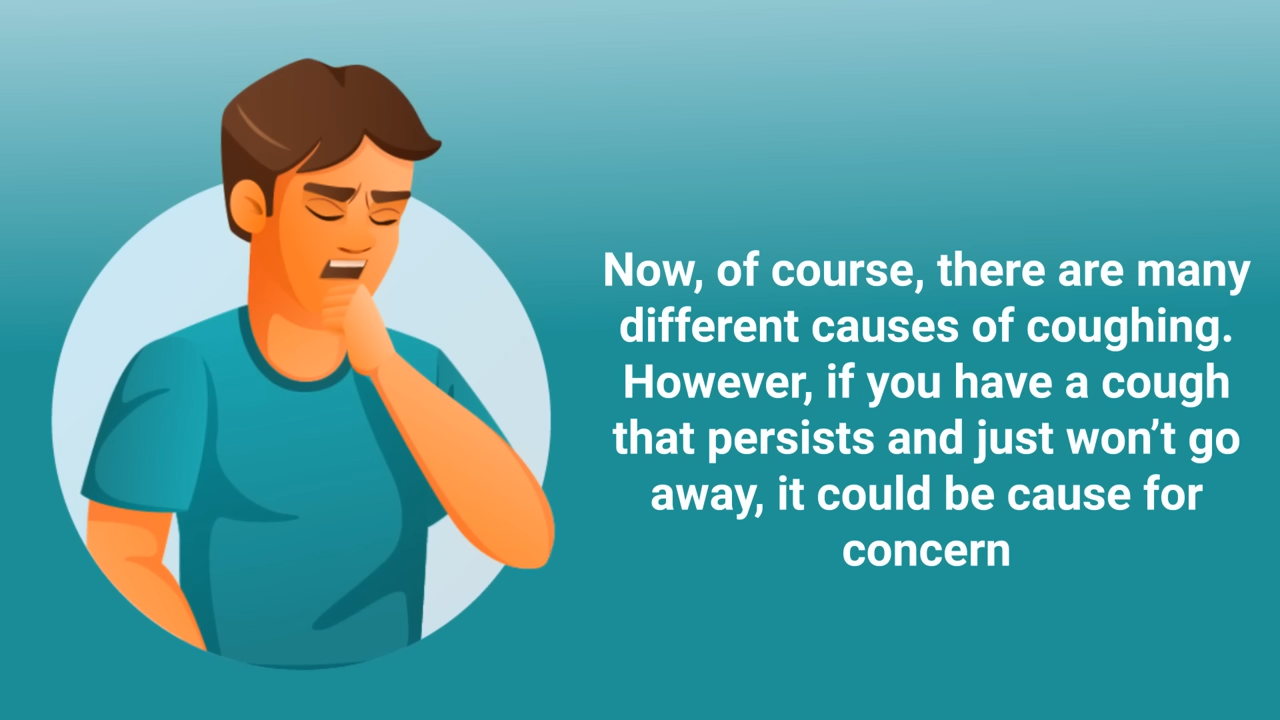 Now, of course, there are many
different causes of coughing.
However, if you have a cough
that persists and just won’t go
away, it could be cause for
concern